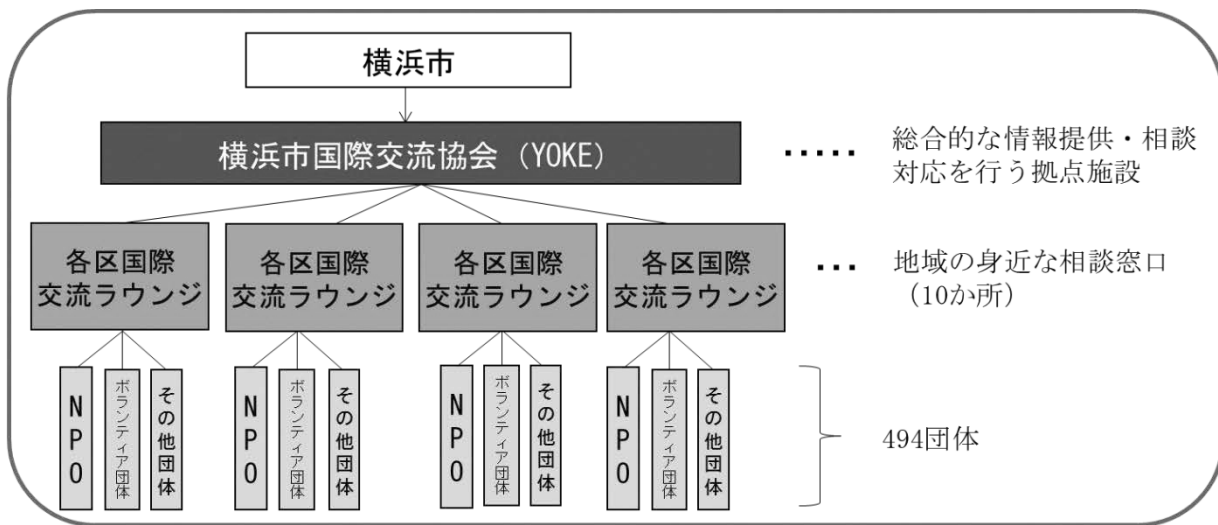 横浜市
横浜市国際交流協会（YOKE）
・・・・・
総合的な情報提供・相談
対応を行う拠点施設
各区国際
交流ラウンジ
各区国際
交流ラウンジ
各区国際
交流ラウンジ
各区国際
交流ラウンジ
・・・
地域の身近な相談窓口
（10か所）
NPO
ボランティア団体
その他団体
NPO
ボランティア団体
その他団体
NPO
ボランティア団体
その他団体
NPO
ボランティア団体
その他団体
494団体